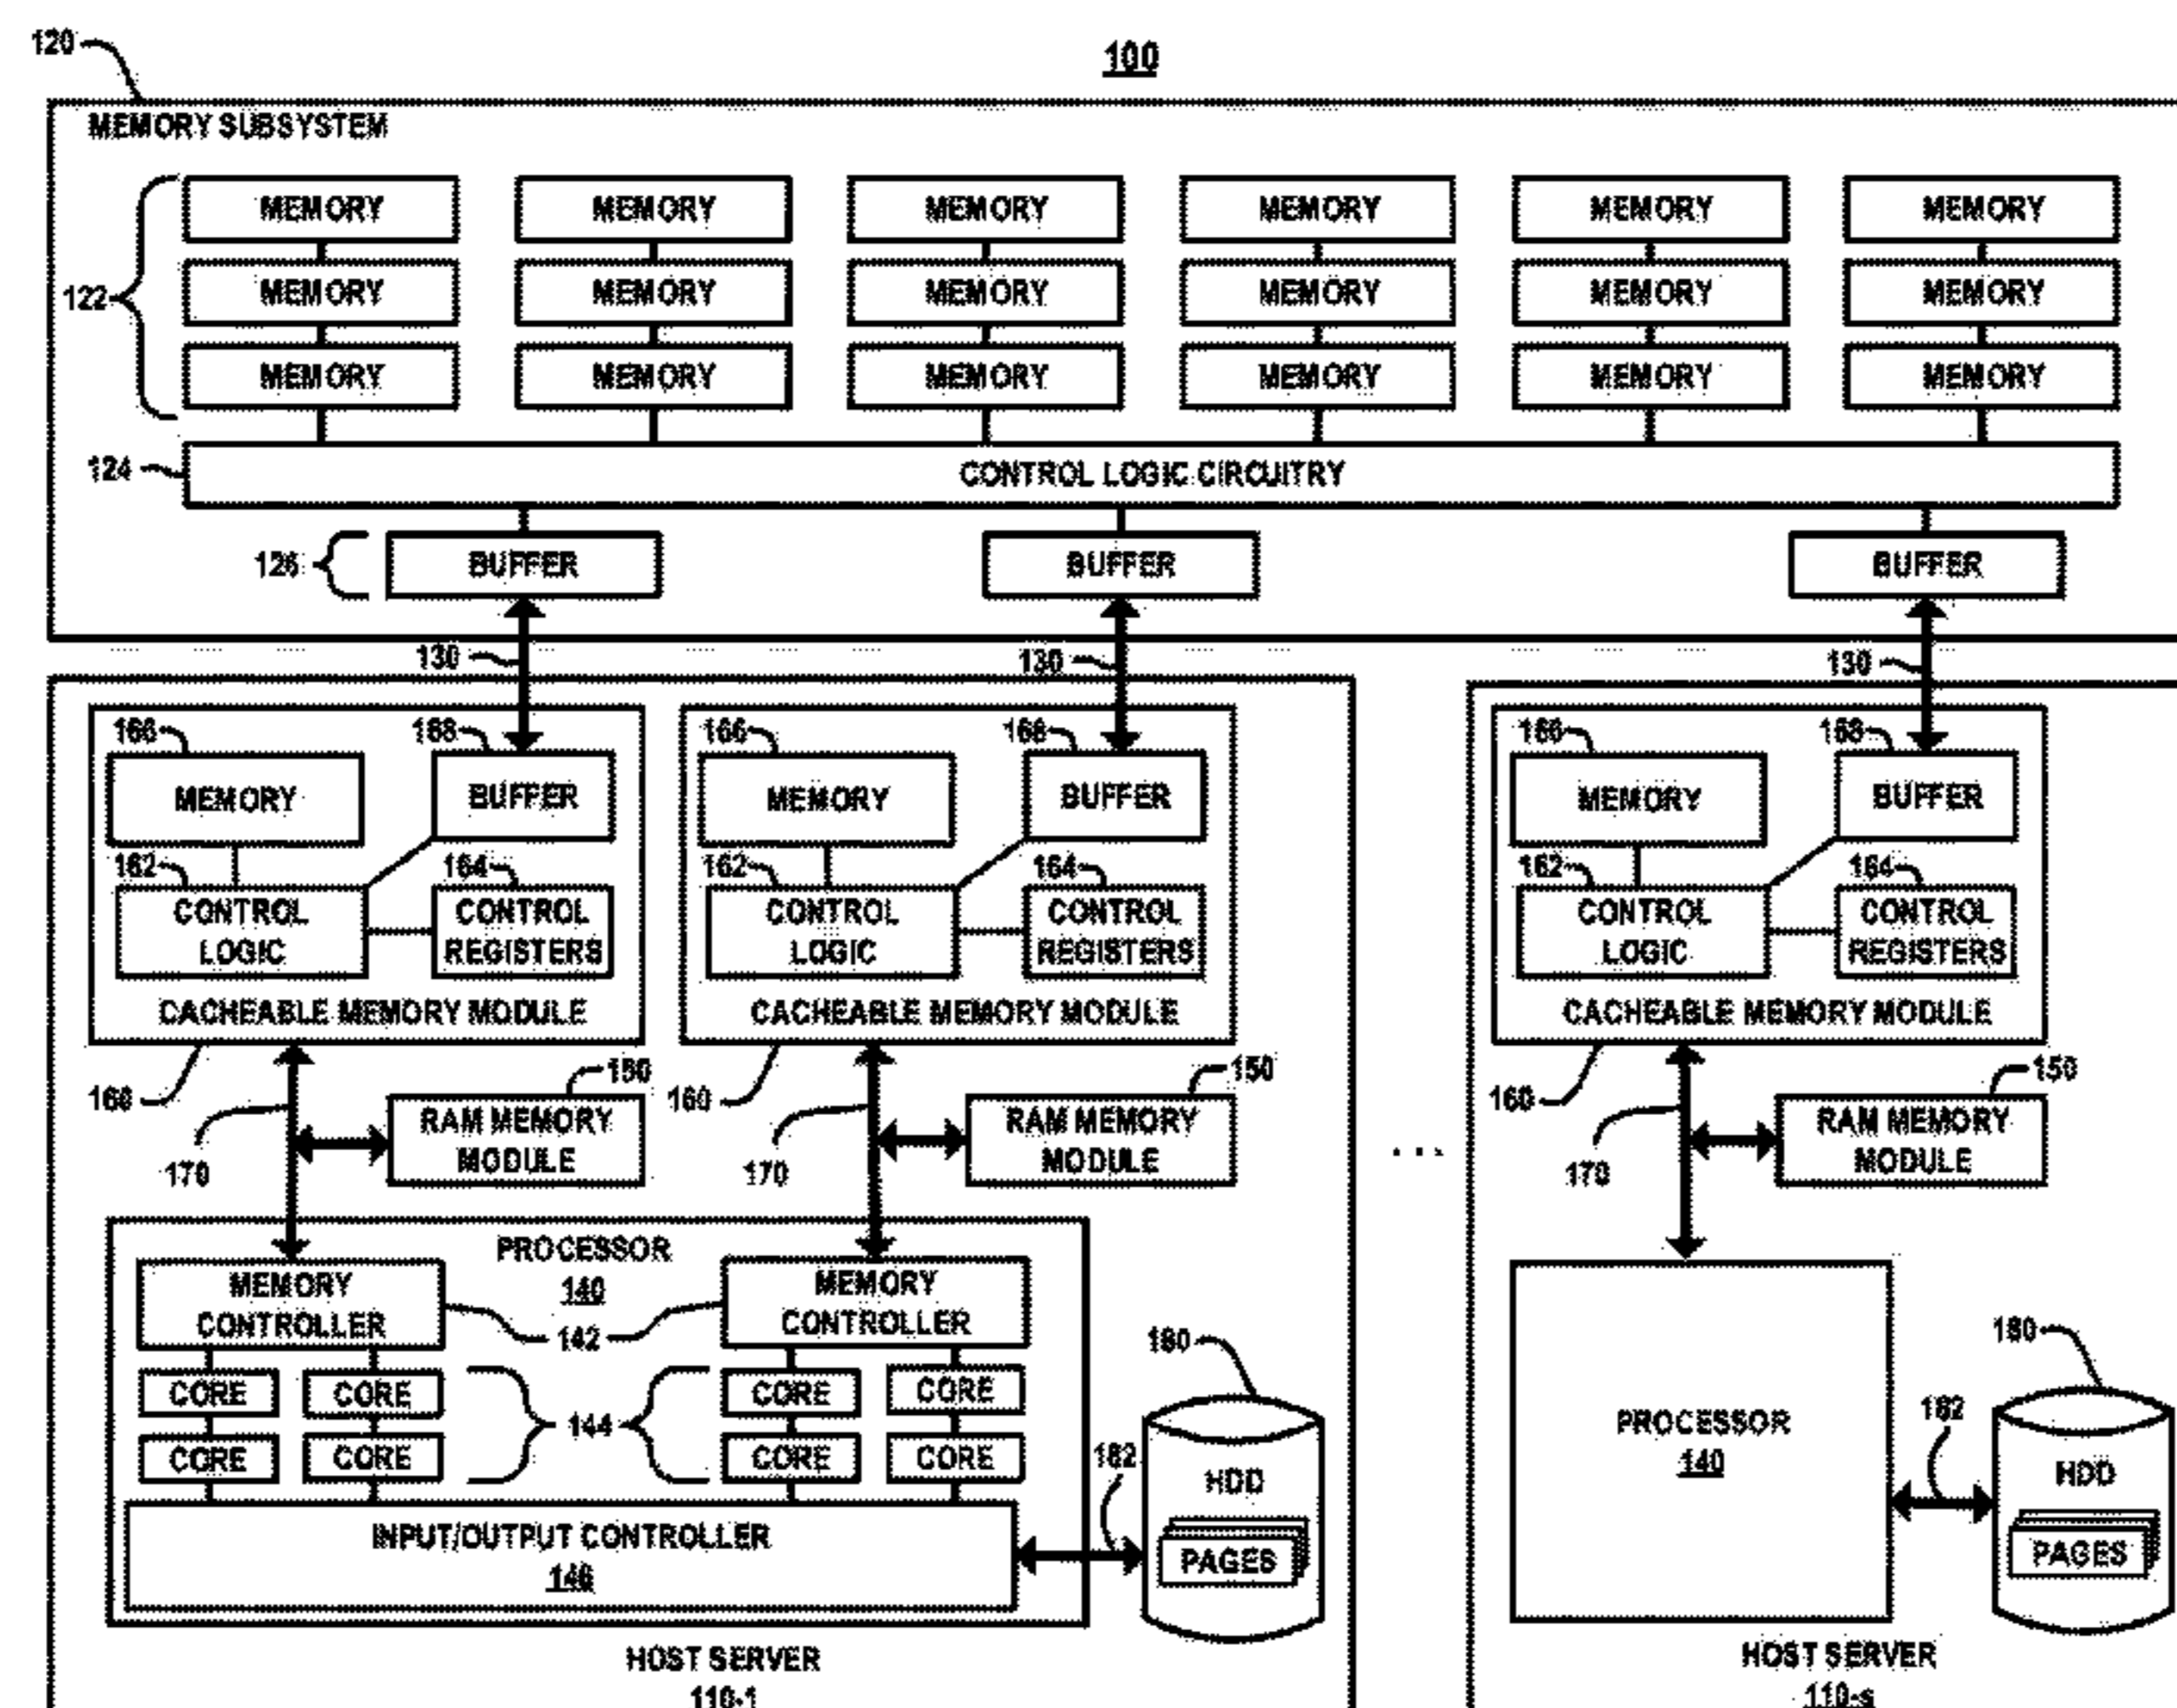 120
100
MEMORY SUBSYSTEM
MEMORY MEMORY MEMORY MEMORY MEMORY MEMORY
122
MEMORY MEMORY MEMORY MEMORY MEMORY MEMORY
MEMORY MEMORY MEMORY MEMORY MEMORY MEMORY
124
CONTROL LOGIC CIRCUITRY
126
BUFFER BUFFER BUFFER
130 130 130
166 168 166 168 166 168
MEMORY BUFFER MEMORY BUFFER MEMORY BUFFER
162 164 162 164 162 164
CONTROL CONTROL CONTROL CONTROL CONTROL CONTROL
LOGIC REGISTERS LOGIC REGISTERS LOGIC REGISTERS
CACHEABLE MEMORY MODULE CACHEABLE MEMORY MODULE CACHEABLE MEMORY MODULE
160 150 160 150 160 150
RAM MEMORY RAM MEMORY RAM MEMORY
MODULE MODULE MODULE
170 170 ... 170
PROCESSOR
140
MEMORY MEMORY
CONTROLLER CONTROLLER
142
180 180
CORE CORE CORE CORE
144
CORE CORE CORE CORE
182 HDD
PROCESSOR
140
182 HDD
INPUT/OUTPUT CONTROLLER
146
PAGES PAGES
HOST SERVER HOST SERVER
110-1 110-s